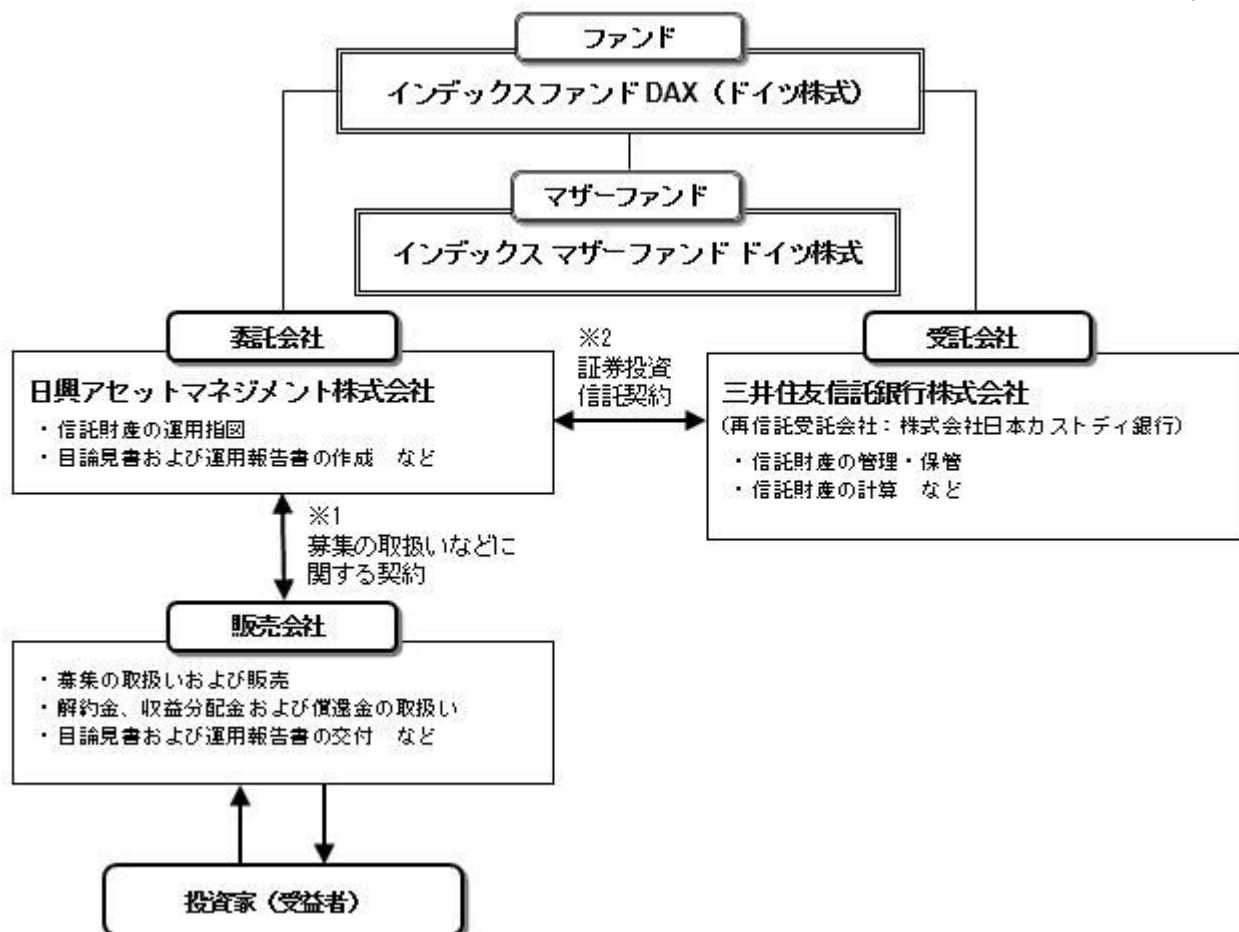 ファンド
インデックスファンド DAX（ドイツ株式）
マザーファンド
インデックス マザーファンド ドイツ株式
委託会社
日興アセットマネジメント株式会社
・信託財産の運用指図
・目論見書および運用報告書の作成　など
※2
証券投資
信託契約
受託会社
三井住友信託銀行株式会社
（再信託受託会社：株式会社日本カストディ銀行）
・信託財産の管理・保管
・信託財産の計算　など
※1
募集の取扱いなどに
関する契約
販売会社
・募集の取扱いおよび販売
・解約金、収益分配金および償還金の取扱い
・目論見書および運用報告書の交付　など
投資家（受益者）